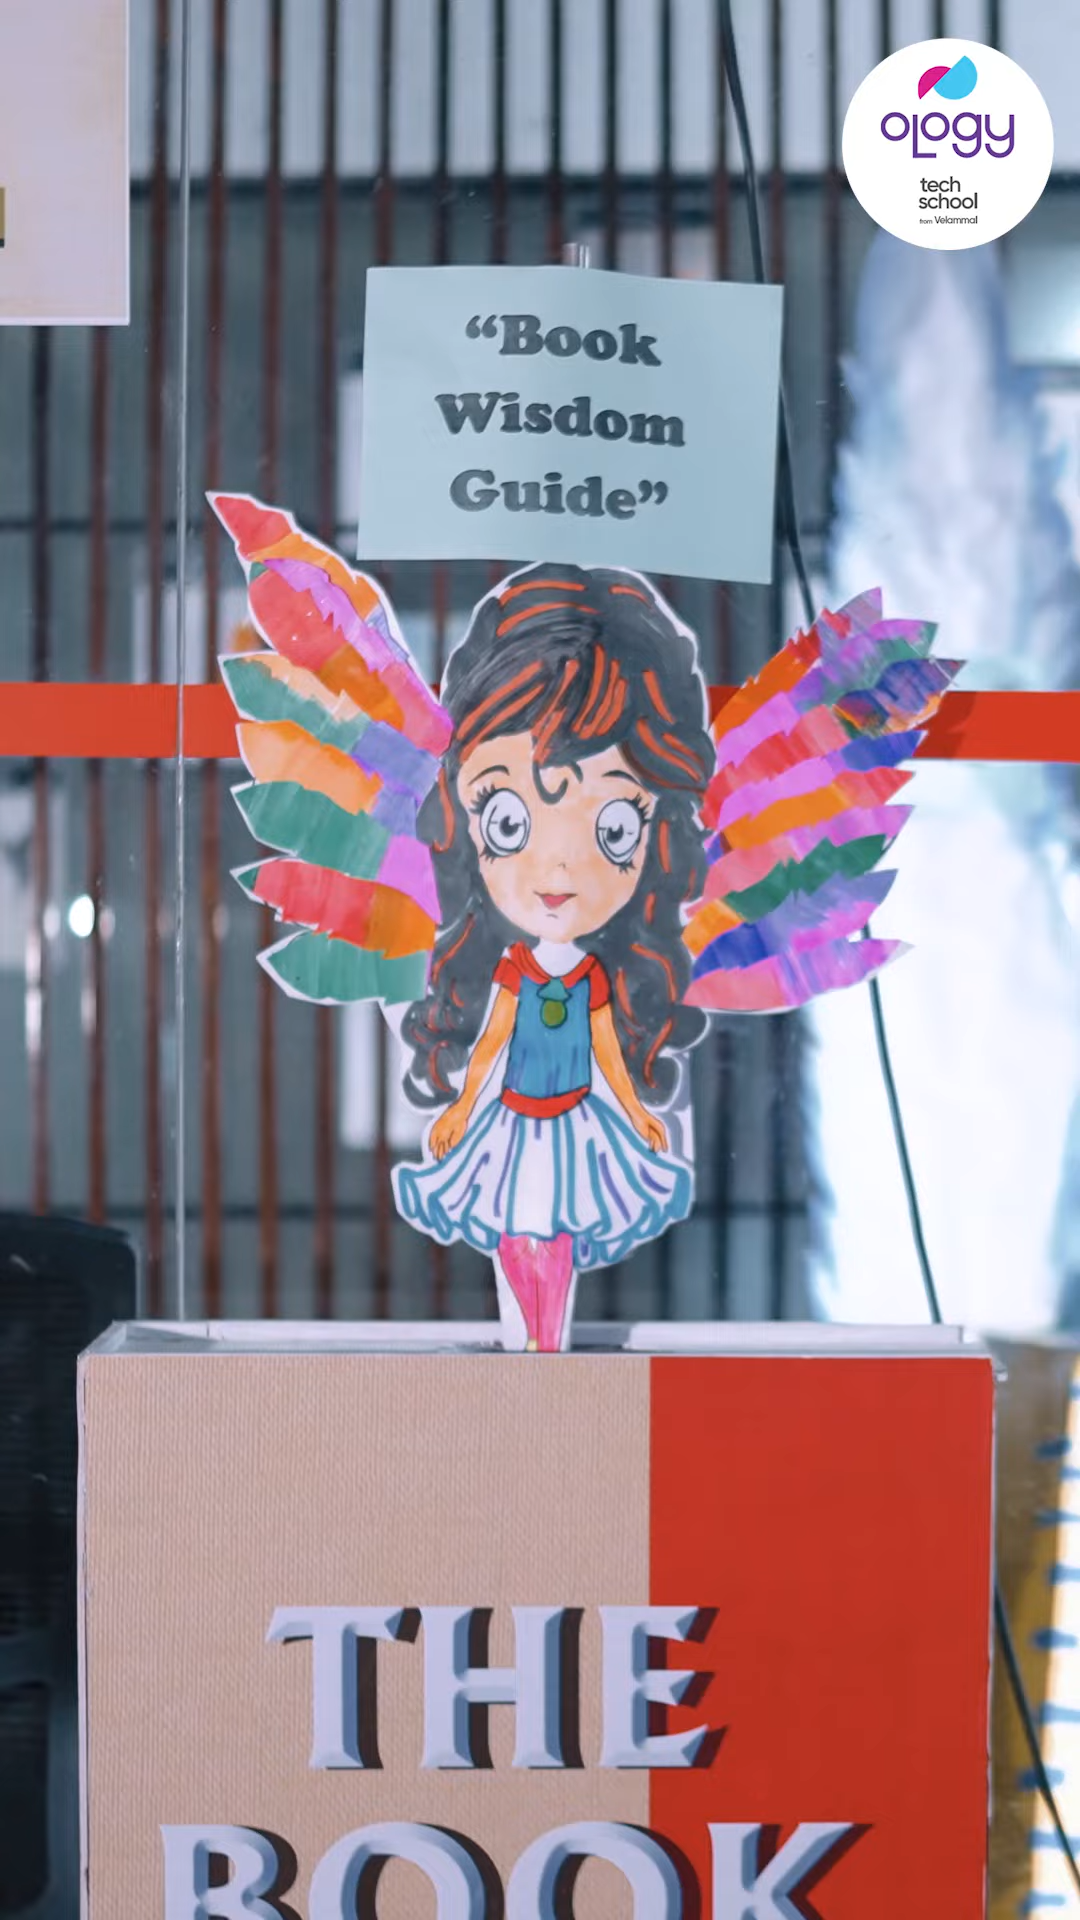 ology
tech
school
from Velammal
“Book
Wisdom
Guide”
THE
BOOK